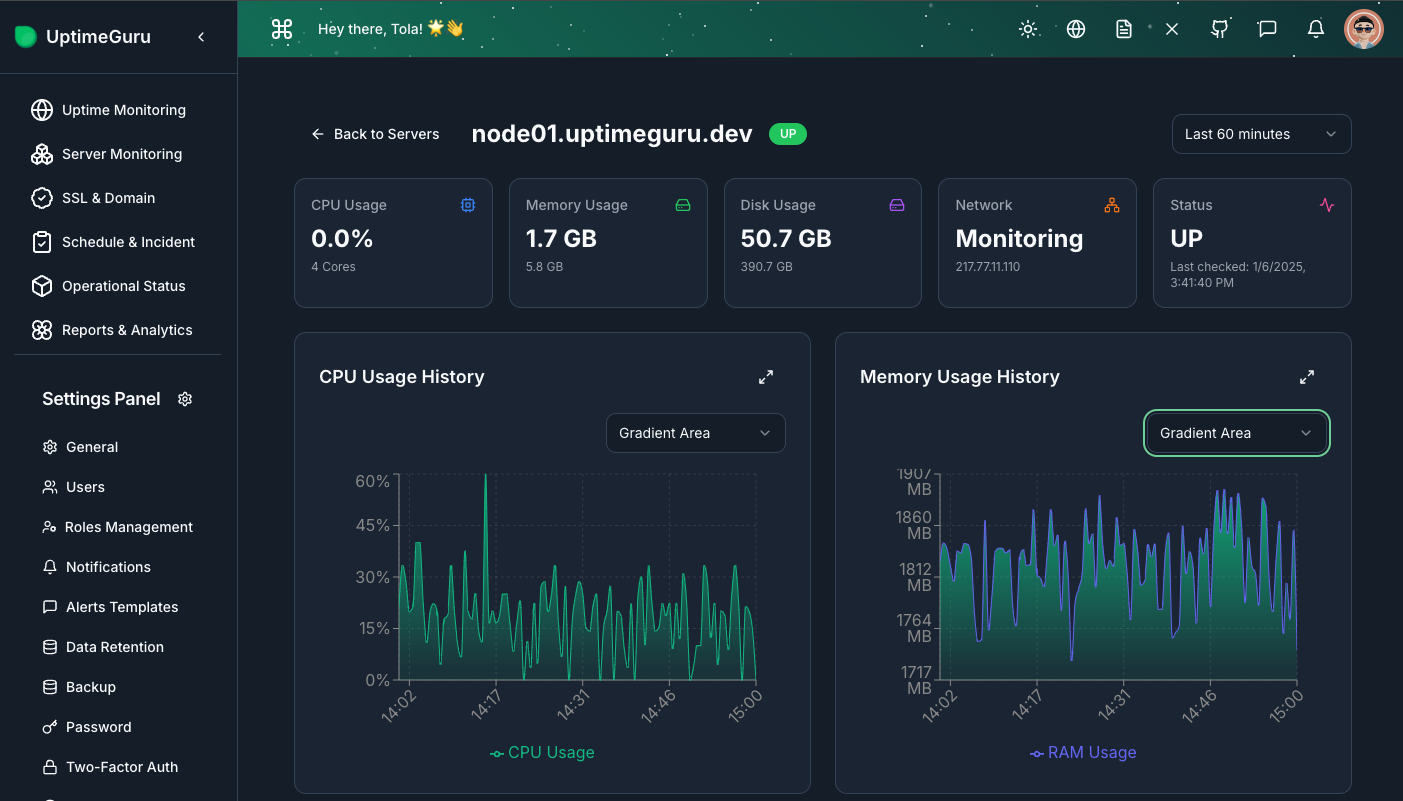 UptimeGuru
Hey there, Tola! 🌟👋
Uptime Monitoring
Server Monitoring
SSL & Domain
Schedule & Incident
Operational Status
Reports & Analytics
Settings Panel
General
Users
Roles Management
Notifications
Alerts Templates
Data Retention
Backup
Password
Two-Factor Auth
Back to Servers
node01.uptimeguru.dev
UP
Last 60 minutes
CPU Usage
0.0%
4 Cores
Memory Usage
1.7 GB
5.8 GB
Disk Usage
50.7 GB
390.7 GB
Network
Monitoring
217.77.11.110
Status
UP
Last checked: 1/6/2025,
3:41:40 PM
CPU Usage History
Gradient Area
60%
45%
30%
15%
0%
14:02
14:17
14:31
14:46
15:00
CPU Usage
Memory Usage History
Gradient Area
1907
MB
1860
MB
1812
MB
1764
MB
1717
MB
14:02
14:17
14:31
14:46
15:00
RAM Usage